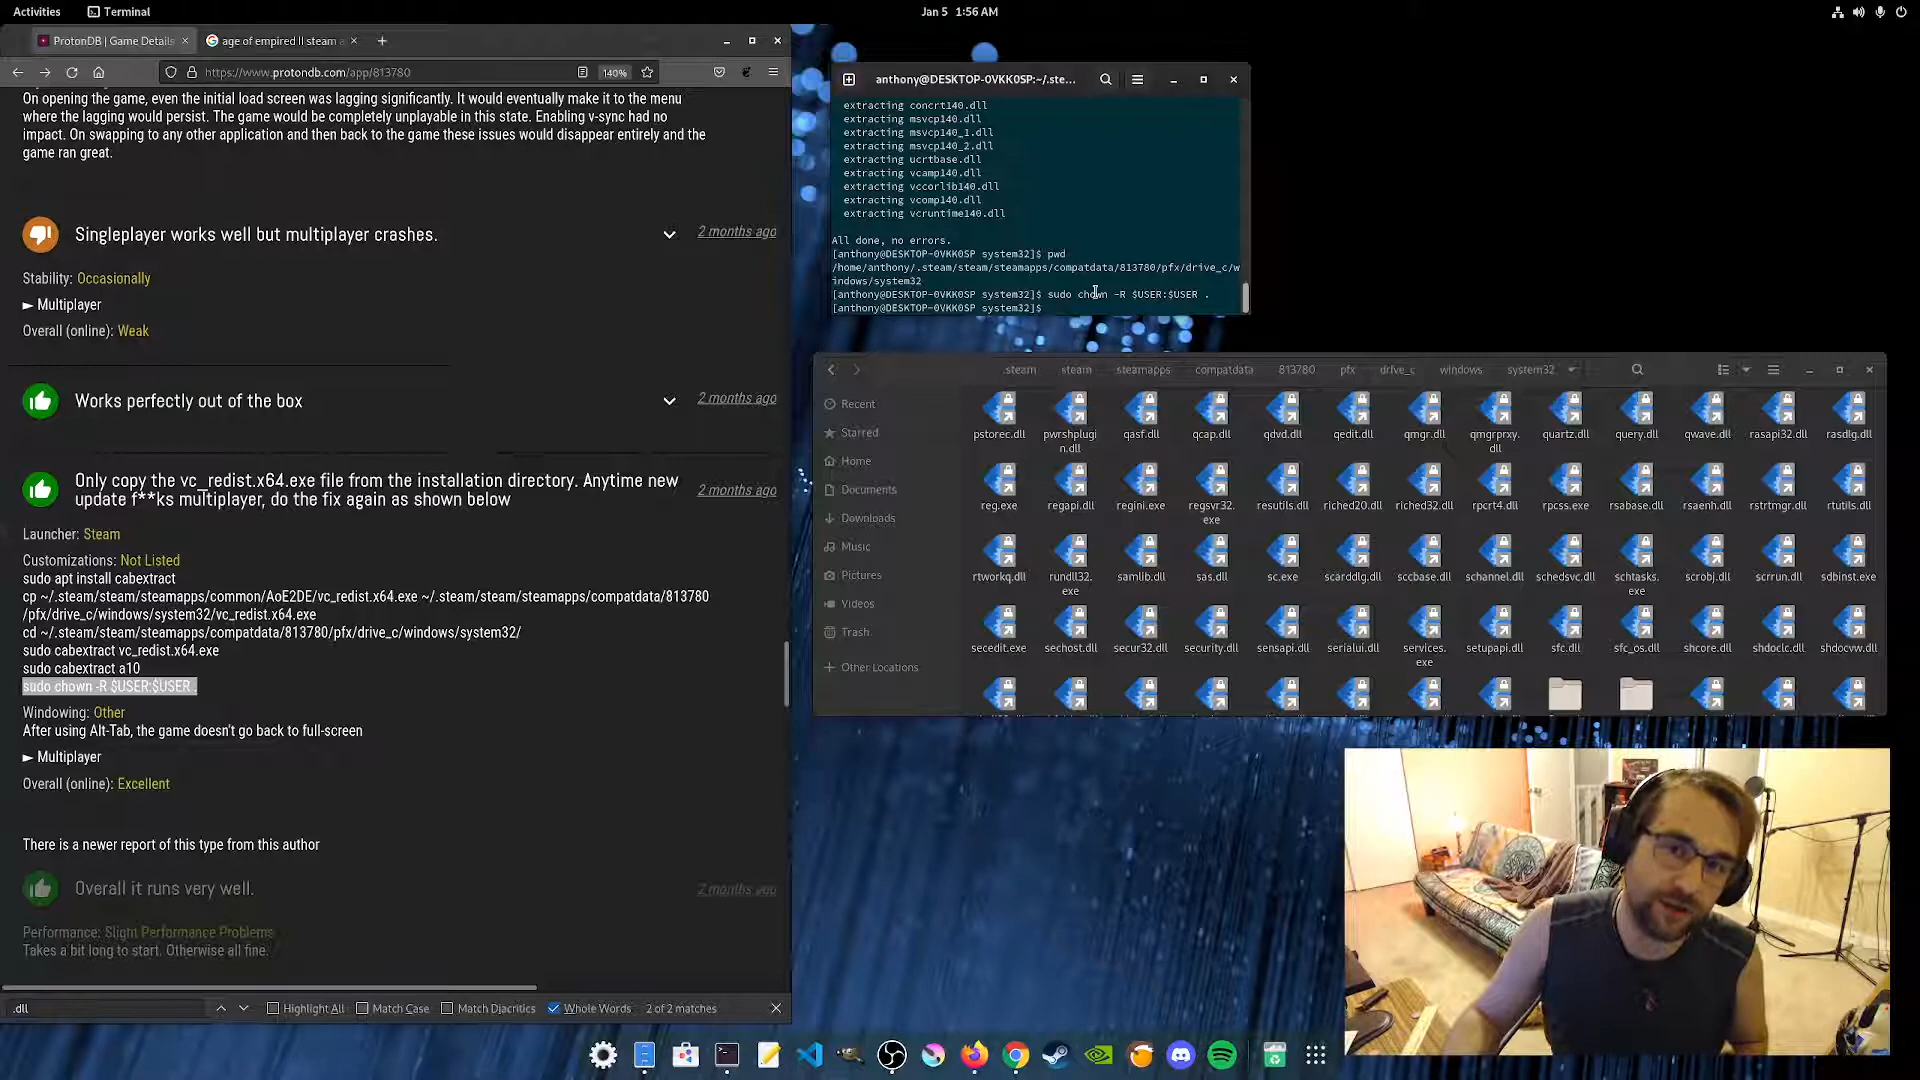 Activities
Terminal
Jan 5 1:56 AM
ProtonDB | Game Details
age of empired II steam a
https://www.protondb.com/app/813780
140%
On opening the game, even the initial load screen was lagging significantly. It would eventually make it to the menu
where the lagging would persist. The game would be completely unplayable in this state. Enabling v-sync had no
impact. On swapping to any other application and then back to the game these issues would disappear entirely and the
game ran great.
Singleplayer works well but multiplayer crashes.
2 months ago
Stability: Occasionally
► Multiplayer
Overall (online): Weak
Works perfectly out of the box
2 months ago
Only copy the vc_redist.x64.exe file from the installation directory. Anytime new
update f**ks multiplayer, do the fix again as shown below
2 months ago
Launcher: Steam
Customizations: Not Listed
sudo apt install cabextract
cp ~/.steam/steam/steamapps/common/AoE2DE/vc_redist.x64.exe ~/.steam/steam/steamapps/compatdata/813780
/pfx/drive_c/windows/system32/vc_redist.x64.exe
cd ~/.steam/steam/steamapps/compatdata/813780/pfx/drive_c/windows/system32/
sudo cabextract vc_redist.x64.exe
sudo cabextract a10
sudo chown -R $USER:$USER .
Windowing: Other
After using Alt-Tab, the game doesn't go back to full-screen
► Multiplayer
Overall (online): Excellent
There is a newer report of this type from this author
Overall it runs very well.
2 months ago
Performance: Slight Performance Problems
Takes a bit long to start. Otherwise all fine.
.dll
Highlight All
Match Case
Match Diacritics
Whole Words
2 of 2 matches
anthony@DESKTOP-0VKK0SP:~/.ste...
extracting concrt140.dll
extracting msvcp140.dll
extracting msvcp140_1.dll
extracting msvcp140_2.dll
extracting ucrtbase.dll
extracting vcamp140.dll
extracting vccorlib140.dll
extracting vcomp140.dll
extracting vcruntime140.dll
All done, no errors.
[anthony@DESKTOP-0VKK0SP system32]$ pwd
/home/anthony/.steam/steam/steamapps/compatdata/813780/pfx/drive_c/w
indows/system32
[anthony@DESKTOP-0VKK0SP system32]$ sudo chown -R $USER:$USER .
[anthony@DESKTOP-0VKK0SP system32]$
.steam
steam
steamapps
compatdata
813780
pfx
drive_c
windows
system32
Recent
Starred
Home
Documents
Downloads
Music
Pictures
Videos
Trash
Other Locations
pstorec.dll
pwrshplugi
n.dll
qasf.dll
qcap.dll
qdvd.dll
qedit.dll
qmgr.dll
qmgrprxy.
dll
quartz.dll
query.dll
qwave.dll
rasapi32.dll
rasdlg.dll
reg.exe
regapi.dll
regini.exe
regsvr32.
exe
resutils.dll
riched20.dll
riched32.dll
rpcrt4.dll
rpcss.exe
rsabase.dll
rsaenh.dll
rstrtmgr.dll
rtutils.dll
rtworkq.dll
rundll32.
exe
samlib.dll
sas.dll
sc.exe
scarddlg.dll
sccbase.dll
schannel.dll
schedsvc.dll
schtasks.
exe
scrobj.dll
scrrun.dll
sdbinst.exe
secedit.exe
sechost.dll
secur32.dll
security.dll
sensapi.dll
serialui.dll
services.
exe
setupapi.dll
sfc.dll
sfc_os.dll
shcore.dll
shdoclc.dll
shdocvw.dll